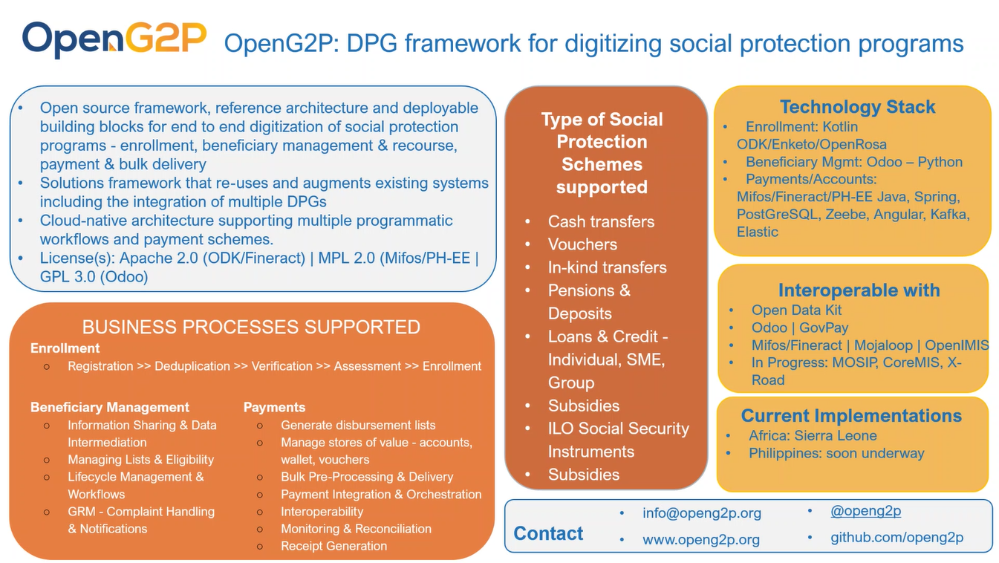 OpenG2P
OpenG2P: DPG framework for digitizing social protection programs
• Open source framework, reference architecture and deployable
building blocks for end to end digitization of social protection
programs - enrollment, beneficiary management & recourse,
payment & bulk delivery
• Solutions framework that re-uses and augments existing systems
including the integration of multiple DPGs
• Cloud-native architecture supporting multiple programmatic
workflows and payment schemes.
• License(s): Apache 2.0 (ODK/Fineract) | MPL 2.0 (Mifos/PH-EE |
GPL 3.0 (Odoo)
BUSINESS PROCESSES SUPPORTED
Enrollment
○ Registration >> Deduplication >> Verification >> Assessment >> Enrollment
Beneficiary Management
○ Information Sharing & Data
Intermediation
○ Managing Lists & Eligibility
○ Lifecycle Management &
Workflows
○ GRM - Complaint Handling
& Notifications
Payments
○ Generate disbursement lists
○ Manage stores of value - accounts,
wallet, vouchers
○ Bulk Pre-Processing & Delivery
○ Payment Integration & Orchestration
○ Interoperability
○ Monitoring & Reconciliation
○ Receipt Generation
Type of Social
Protection
Schemes
supported
• Cash transfers
• Vouchers
• In-kind transfers
• Pensions &
Deposits
• Loans & Credit -
Individual, SME,
Group
• Subsidies
• ILO Social Security
Instruments
• Subsidies
Technology Stack
• Enrollment: Kotlin
ODK/Enketo/OpenRosa
• Beneficiary Mgmt: Odoo – Python
• Payments/Accounts:
Mifos/Fineract/PH-EE Java, Spring,
PostGreSQL, Zeebe, Angular, Kafka,
Elastic
Interoperable with
• Open Data Kit
• Odoo | GovPay
• Mifos/Fineract | Mojaloop | OpenIMIS
• In Progress: MOSIP, CoreMIS, X-
Road
Current Implementations
• Africa: Sierra Leone
• Philippines: soon underway
Contact
• info@openg2p.org
• www.openg2p.org
• @openg2p
• github.com/openg2p